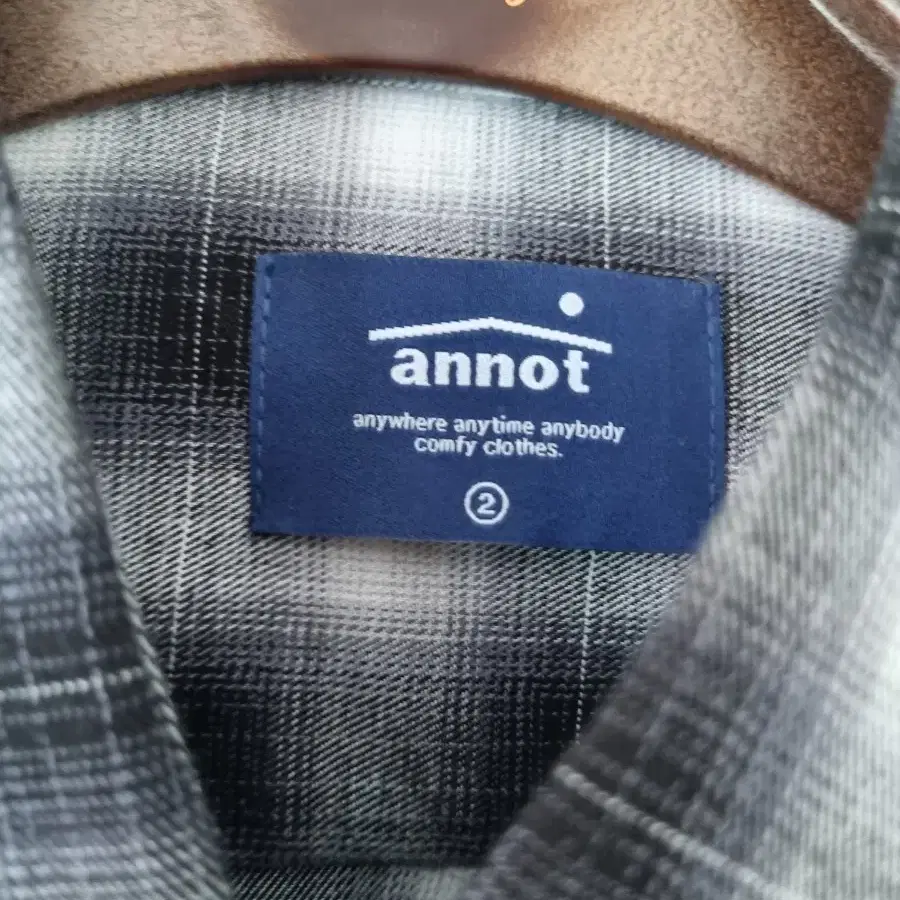 annot
anywhere anytime anybody
comfy clothes.
2